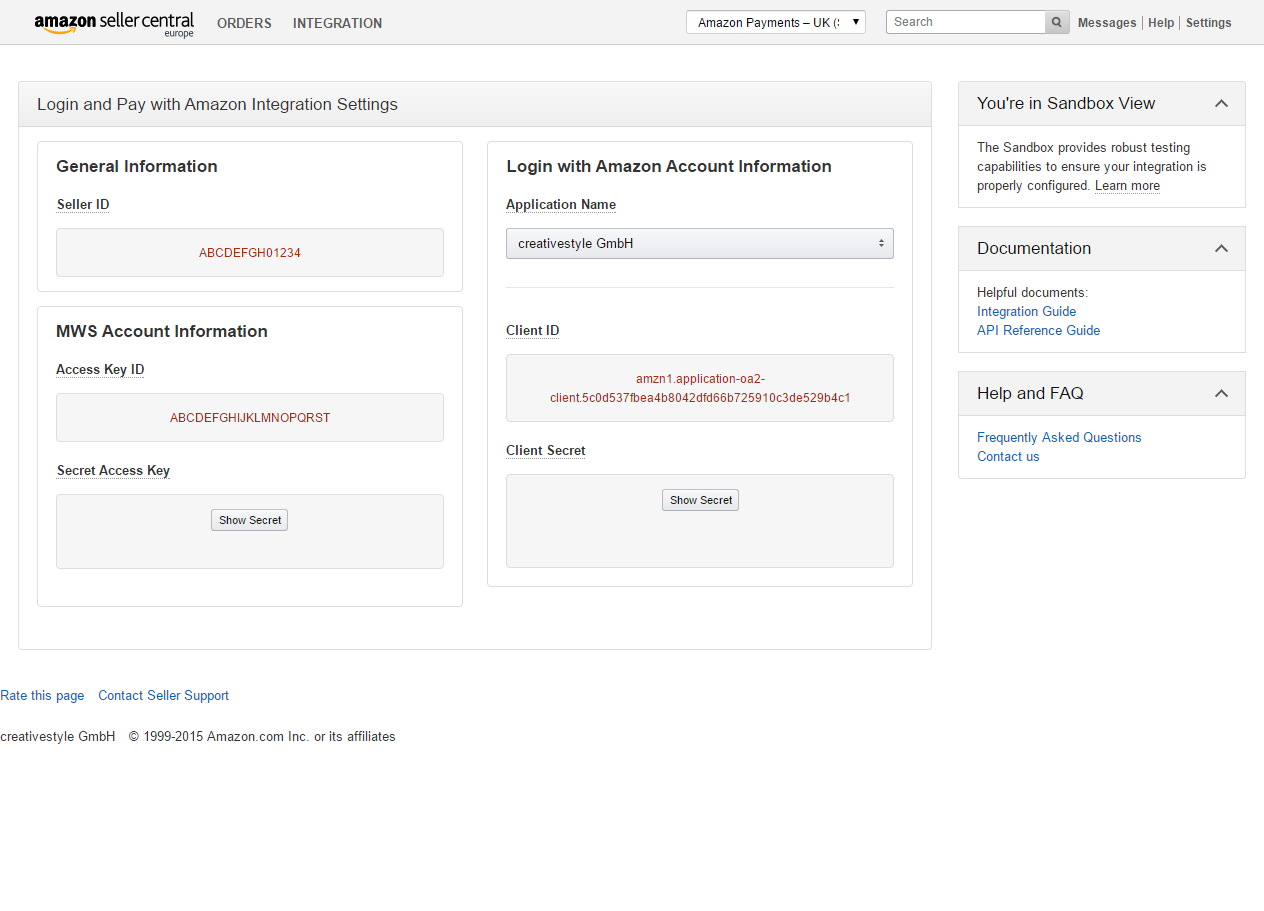 amazon seller central europe
ORDERS INTEGRATION
Amazon Payments – UK (
Search
Messages Help Settings
Login and Pay with Amazon Integration Settings
General Information
Seller ID
ABCDEFGH01234
MWS Account Information
Access Key ID
ABCDEFGHIJKLMNOPQRST
Secret Access Key
Show Secret
Login with Amazon Account Information
Application Name
creativestyle GmbH
Client ID
amzn1.application-oa2-
client.5c0d537fbea4b8042dfd66b725910c3de529b4c1
Client Secret
Show Secret
You're in Sandbox View
The Sandbox provides robust testing
capabilities to ensure your integration is
properly configured. Learn more
Documentation
Helpful documents:
Integration Guide
API Reference Guide
Help and FAQ
Frequently Asked Questions
Contact us
Rate this page Contact Seller Support
creativestyle GmbH © 1999-2015 Amazon.com Inc. or its affiliates